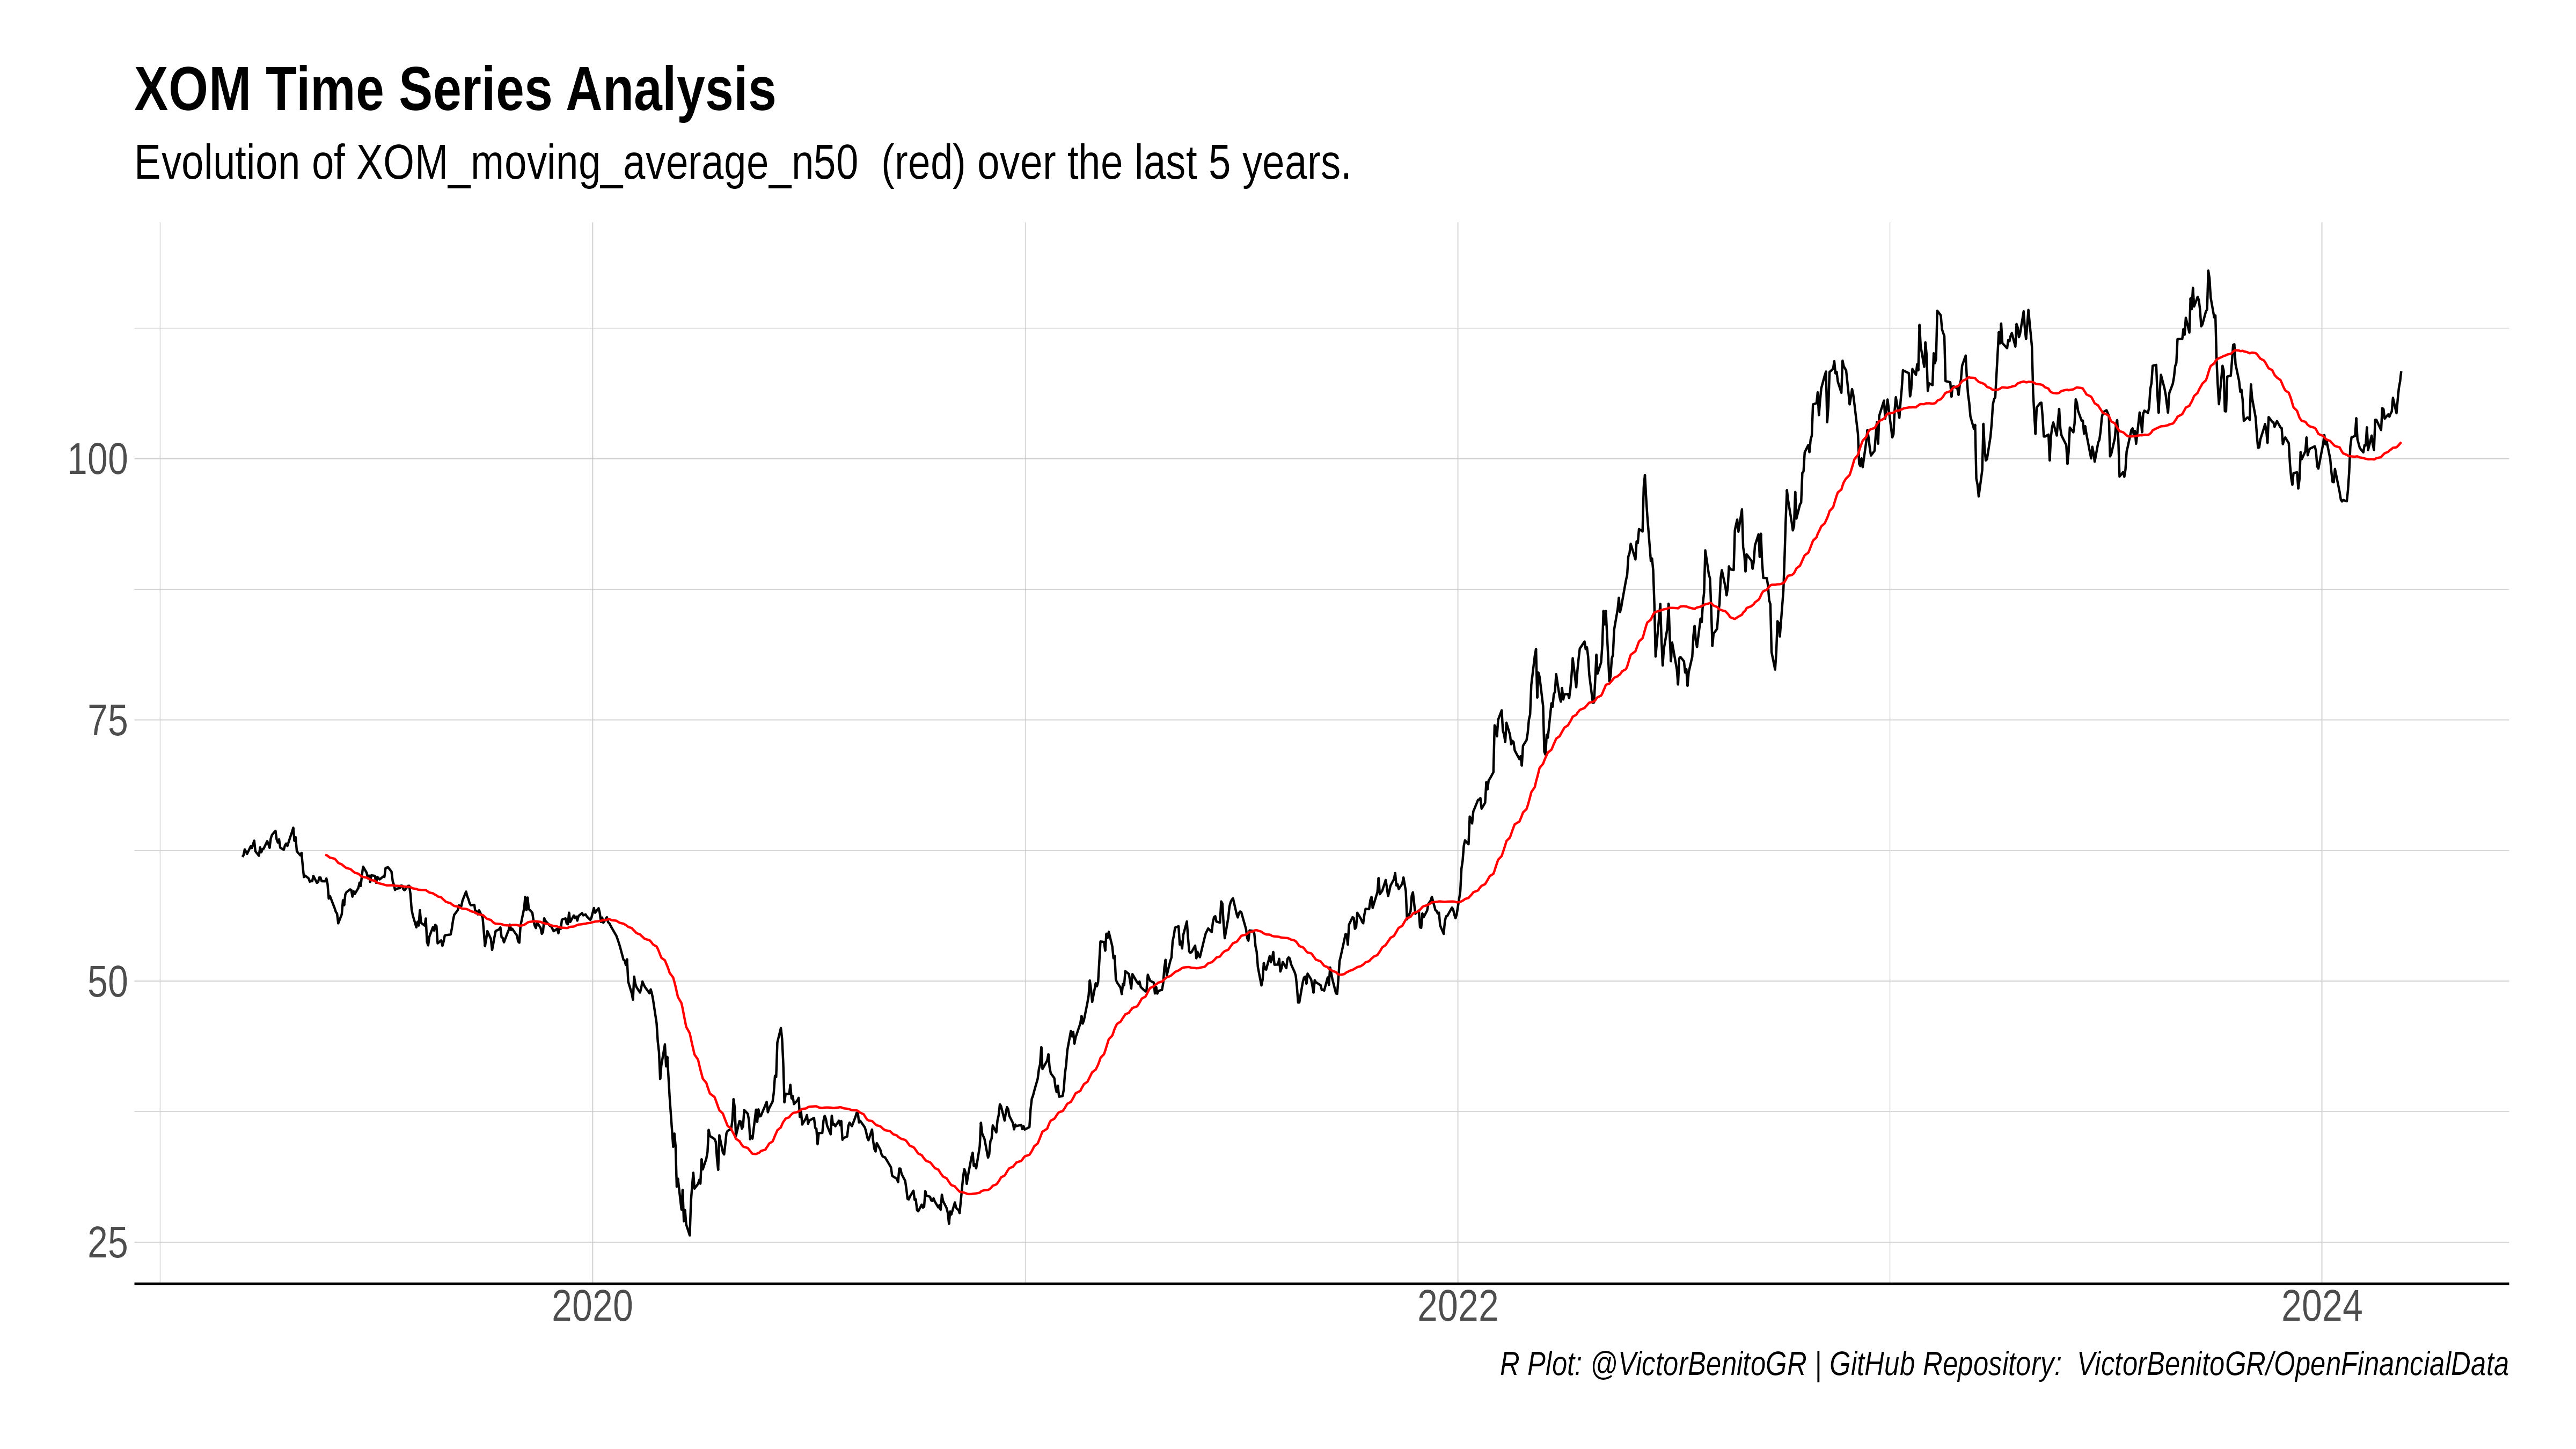 XOM Time Series Analysis
Evolution of XOM_moving_average_n50  (red) over the last 5 years.
100
75
50
25
2020 2022 2024
R Plot: @VictorBenitoGR | GitHub Repository:  VictorBenitoGR/OpenFinancialData